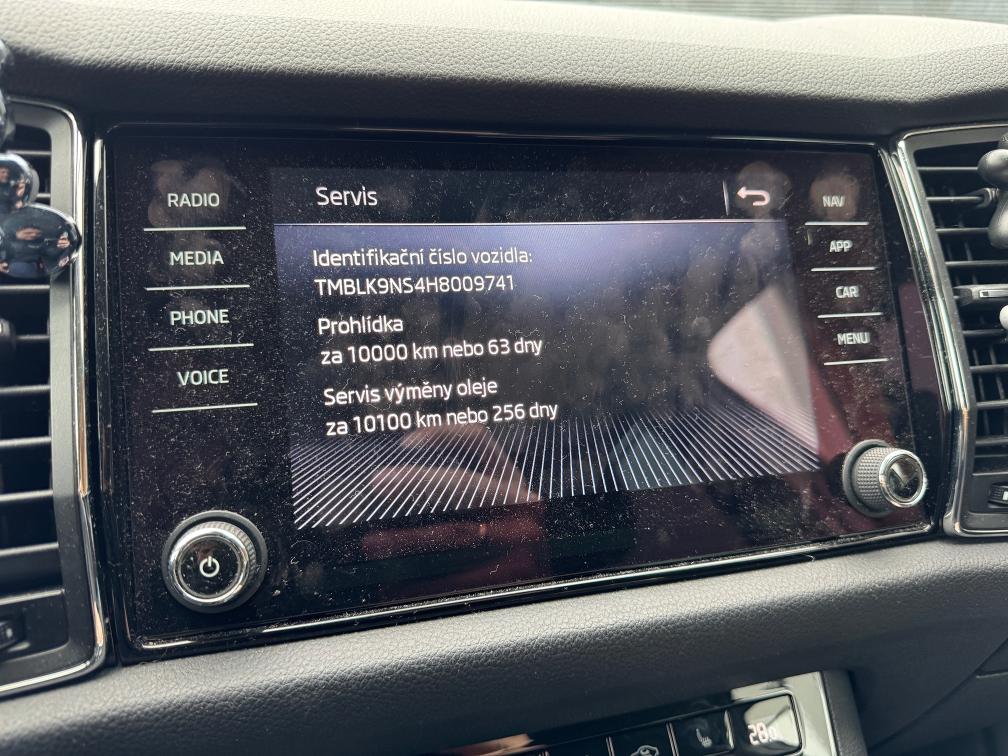 Servis
RADIO
MEDIA
PHONE
VOICE
Identifikační číslo vozidla:
TMBLK9NS4H8009741
Prohlídka
za 10000 km nebo 63 dny
Servis výměny oleje
za 10100 km nebo 256 dny
NAV
APP
CAR
MENU